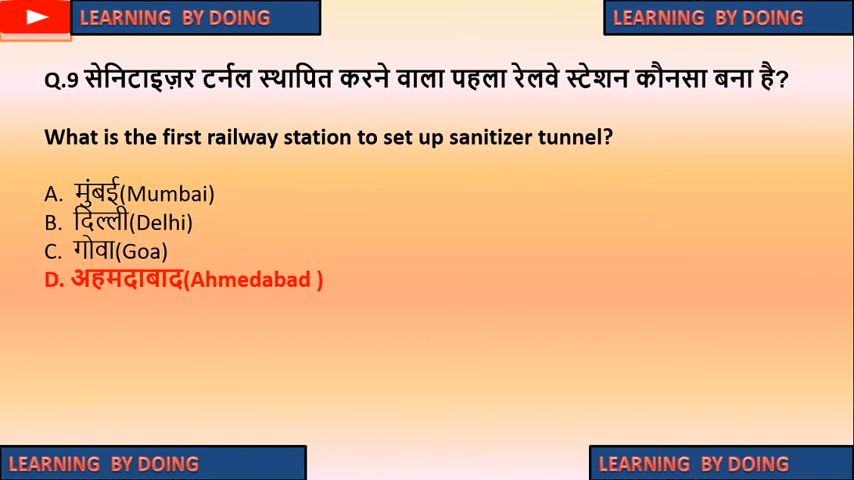 LEARNING BY DOING
LEARNING BY DOING
Q.9 सेनिटाइज़र टर्नल स्थापित करने वाला पहला रेलवे स्टेशन कौनसा बना है?
What is the first railway station to set up sanitizer tunnel?
A. मुंबई(Mumbai)
B. दिल्ली(Delhi)
C. गोवा(Goa)
D. अहमदाबाद(Ahmedabad )
LEARNING BY DOING
LEARNING BY DOING